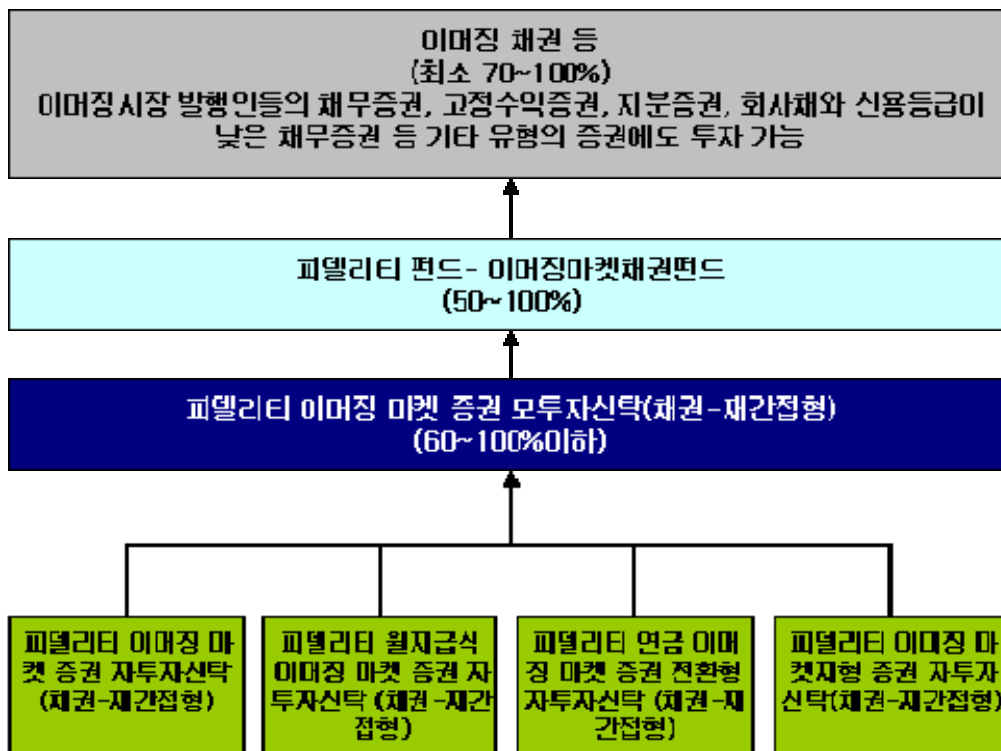 이머징 채권 등
(최소 70~100%)
이머징시장 발행인들의 채무증권, 고정수익증권, 지분증권, 회사채와 신용등급이
낮은 채무증권 등 기타 유형의 증권에도 투자 가능
피델리티 펀드- 이머징마켓채권펀드
(50~100%)
피델리티 이머징 마켓 증권 모투자신탁(채권-재간접형)
(60~100%이하)
피델리티 이머징 마
켓 증권 자투자신탁
(채권-재간접형)
피델리티 월지급식
이머징 마켓 증권 자
투자신탁 (채권-재간
접형)
피델리티 연금 이머
징 마켓 증권 전환형
자투자신탁 (채권-재
간접형)
피델리티 이머징 마
증권 자투자
신탁(채권-재간접형)